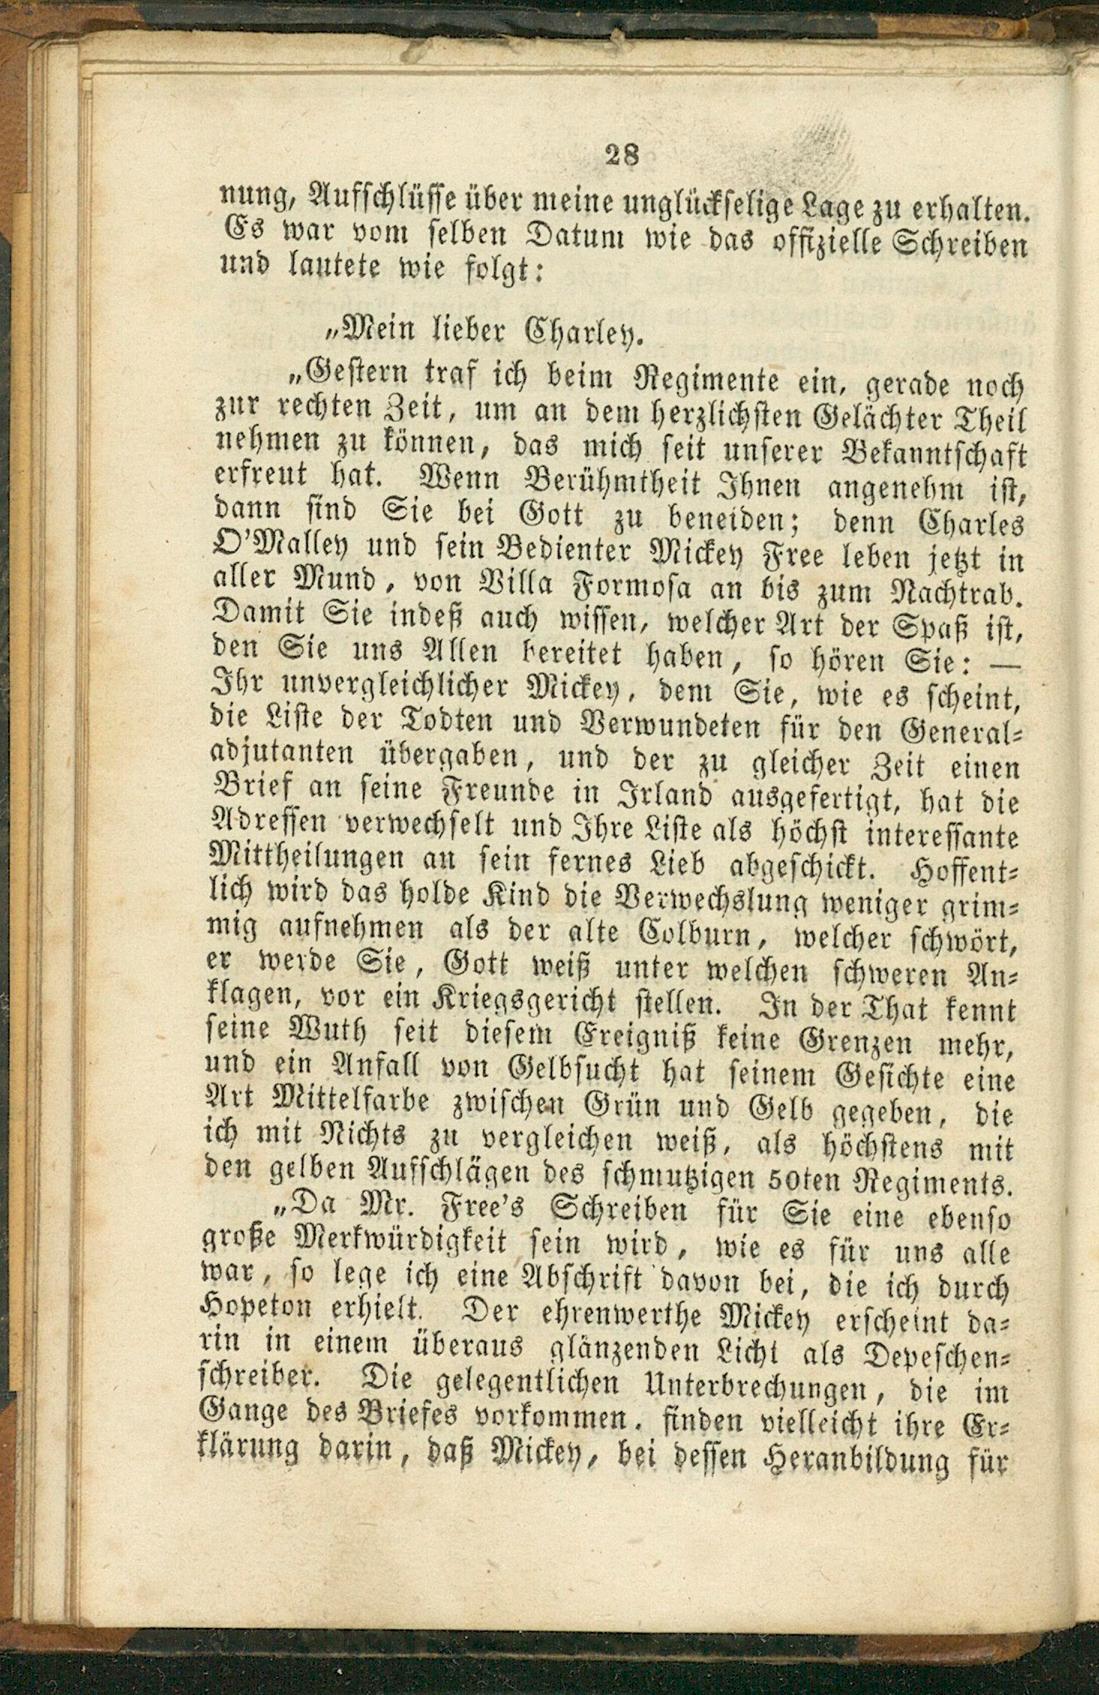 28
nung, Aufschlüsse über meine unglückselige Lage zu erhalten.
Es war vom selben Datum wie das offizielle Schreiben
und lautete wie folgt:
„Mein lieber Charley.
„Gestern traf ich beim Regimente ein, gerade noch
zur rechten Zeit, um an dem herzlichsten Gelächter Theil
nehmen zu können, das mich seit unserer Bekanntschaft
erfreut hat. Wenn Berühmtheit Ihnen angenehm ist,
dann sind Sie bei Gott zu beneiden; denn Charles
O'Malley und sein Bedienter Mickey Free leben jetzt in
aller Mund, von Villa Formosa an bis zum Nachtrab.
Damit Sie indeß auch wissen, welcher Art der Spaß ist,
den Sie uns Allen bereitet haben, so hören Sie: —
Ihr unvergleichlicher Mickey, dem Sie, wie es scheint,
die Liste der Todten und Verwundeten für den General-
adjutanten übergaben, und der zu gleicher Zeit einen
Brief an seine Freunde in Irland ausgefertigt, hat die
Adressen verwechselt und Ihre Liste als höchst interessante
Mittheilungen an sein fernes Lieb abgeschickt. Hoffent-
lich wird das holde Kind die Verwechslung weniger grim-
mig aufnehmen als der alte Colburn, welcher schwört,
er werde Sie, Gott weiß unter welchen schweren An-
klagen, vor ein Kriegsgericht stellen. In der That kennt
seine Wuth seit diesem Ereigniß keine Grenzen mehr,
und ein Anfall von Gelbsucht hat seinem Gesichte eine
Art Mittelfarbe zwischen Grün und Gelb gegeben, die
ich mit Nichts zu vergleichen weiß, als höchstens mit
den gelben Aufschlägen des schmutzigen 50ten Regiments.
„Da Mr. Free's Schreiben für Sie eine ebenso
große Merkwürdigkeit sein wird, wie es für uns alle
war, so lege ich eine Abschrift davon bei, die ich durch
Hopeton erhielt. Der ehrenwerthe Mickey erscheint da-
rin in einem überaus glänzenden Licht als Depeschen-
schreiber. Die gelegentlichen Unterbrechungen, die im
Gange des Briefes vorkommen, finden vielleicht ihre Er-
klärung darin, daß Mickey, bei dessen Heranbildung für